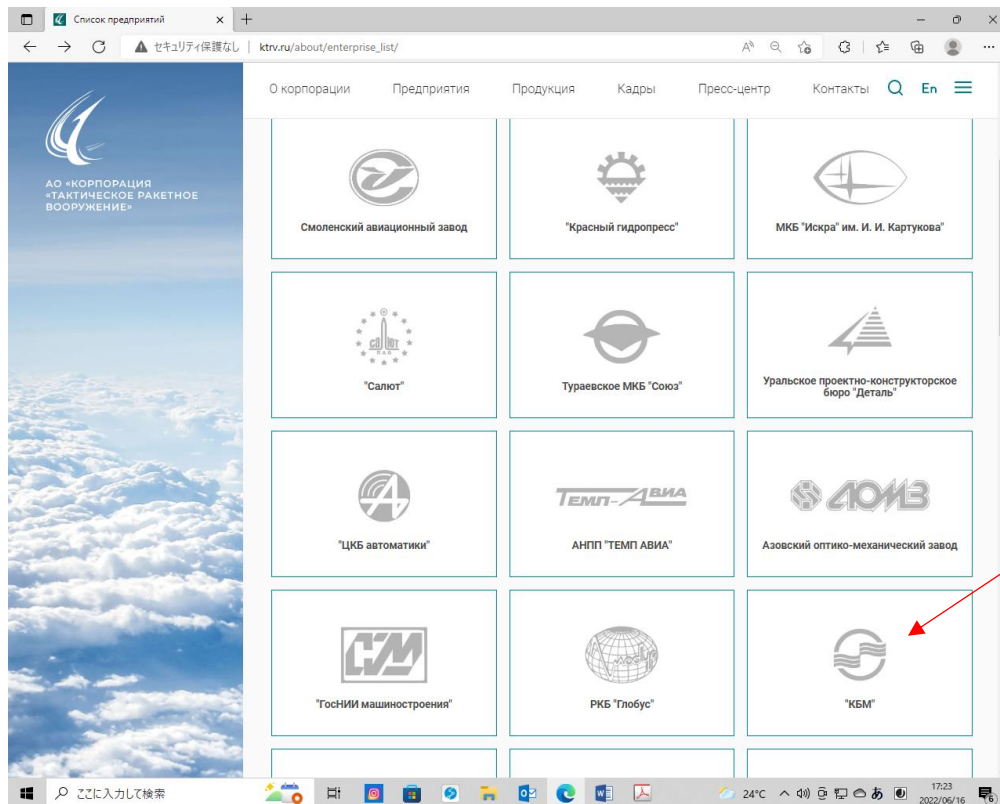 Список предприятий
セキュリティ保護なし
ktrv.ru/about/enterprise_list/
О корпорации Предприятия Продукция Кадры Пресс-центр Контакты En
АО «КОРПОРАЦИЯ
«ТАКТИЧЕСКОЕ РАКЕТНОЕ
ВООРУЖЕНИЕ»
Смоленский авиационный завод
"Красный гидропресс"
МКБ "Искра" им. И. И. Картукова"
салют
"Салют"
Тураевское МКБ "Союз"
Уральское проектно-конструкторское
бюро "Деталь"
"ЦКБ автоматики"
ТЕМП-АВИА
АНПП "ТЕМП АВИА"
АОМЗ
Азовский оптико-механический завод
"ГосНИИ машиностроения"
РКБ "Глобус"
"КБМ"
ここに入力して検索
24°C
あ
17:23
2022/06/16
6